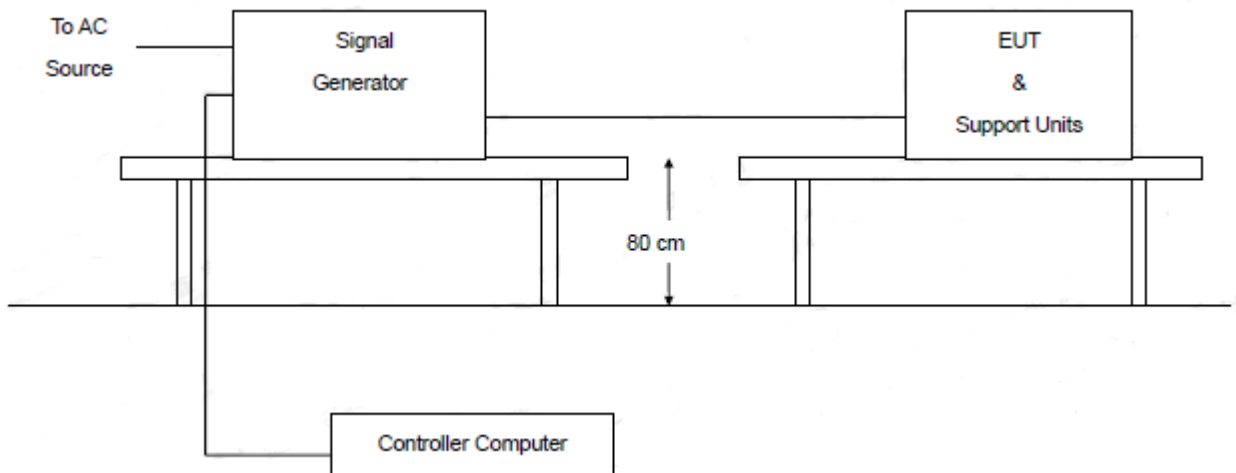 To AC
Source
Signal
Generator
EUT
&
Support Units
80 cm
Controller Computer